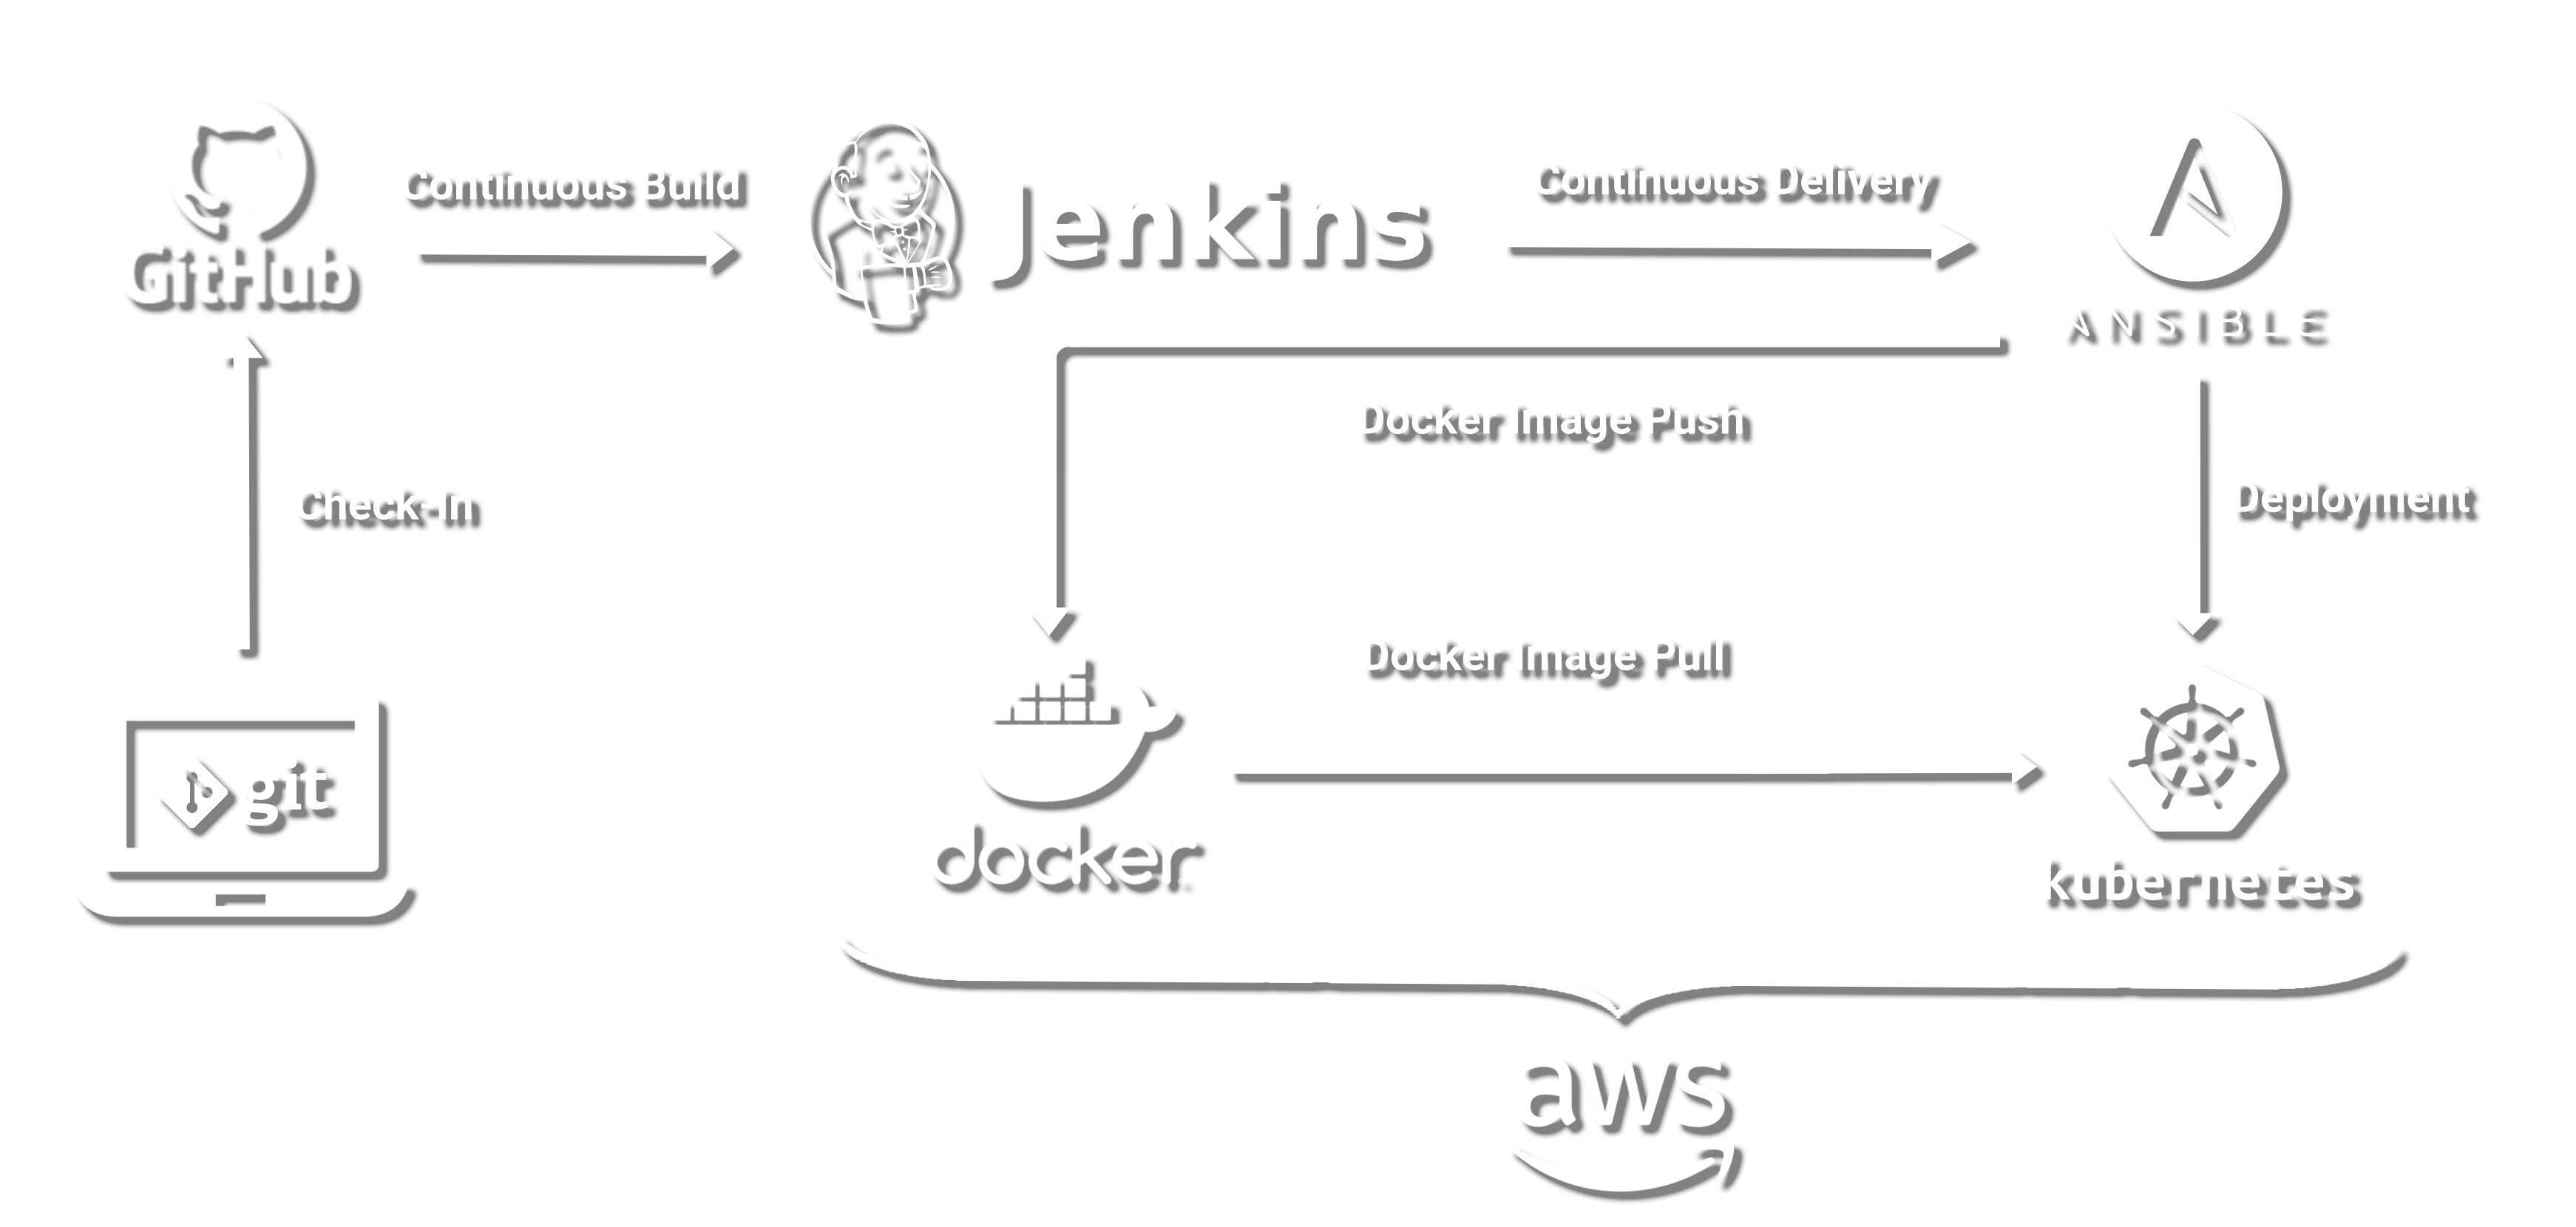 GitHub
Continuous Build
Jenkins
Continuous Delivery
ANSIBLE
Docker Image Push
Check-In
Deployment
Docker Image Pull
git
docker
kubernetes
aws